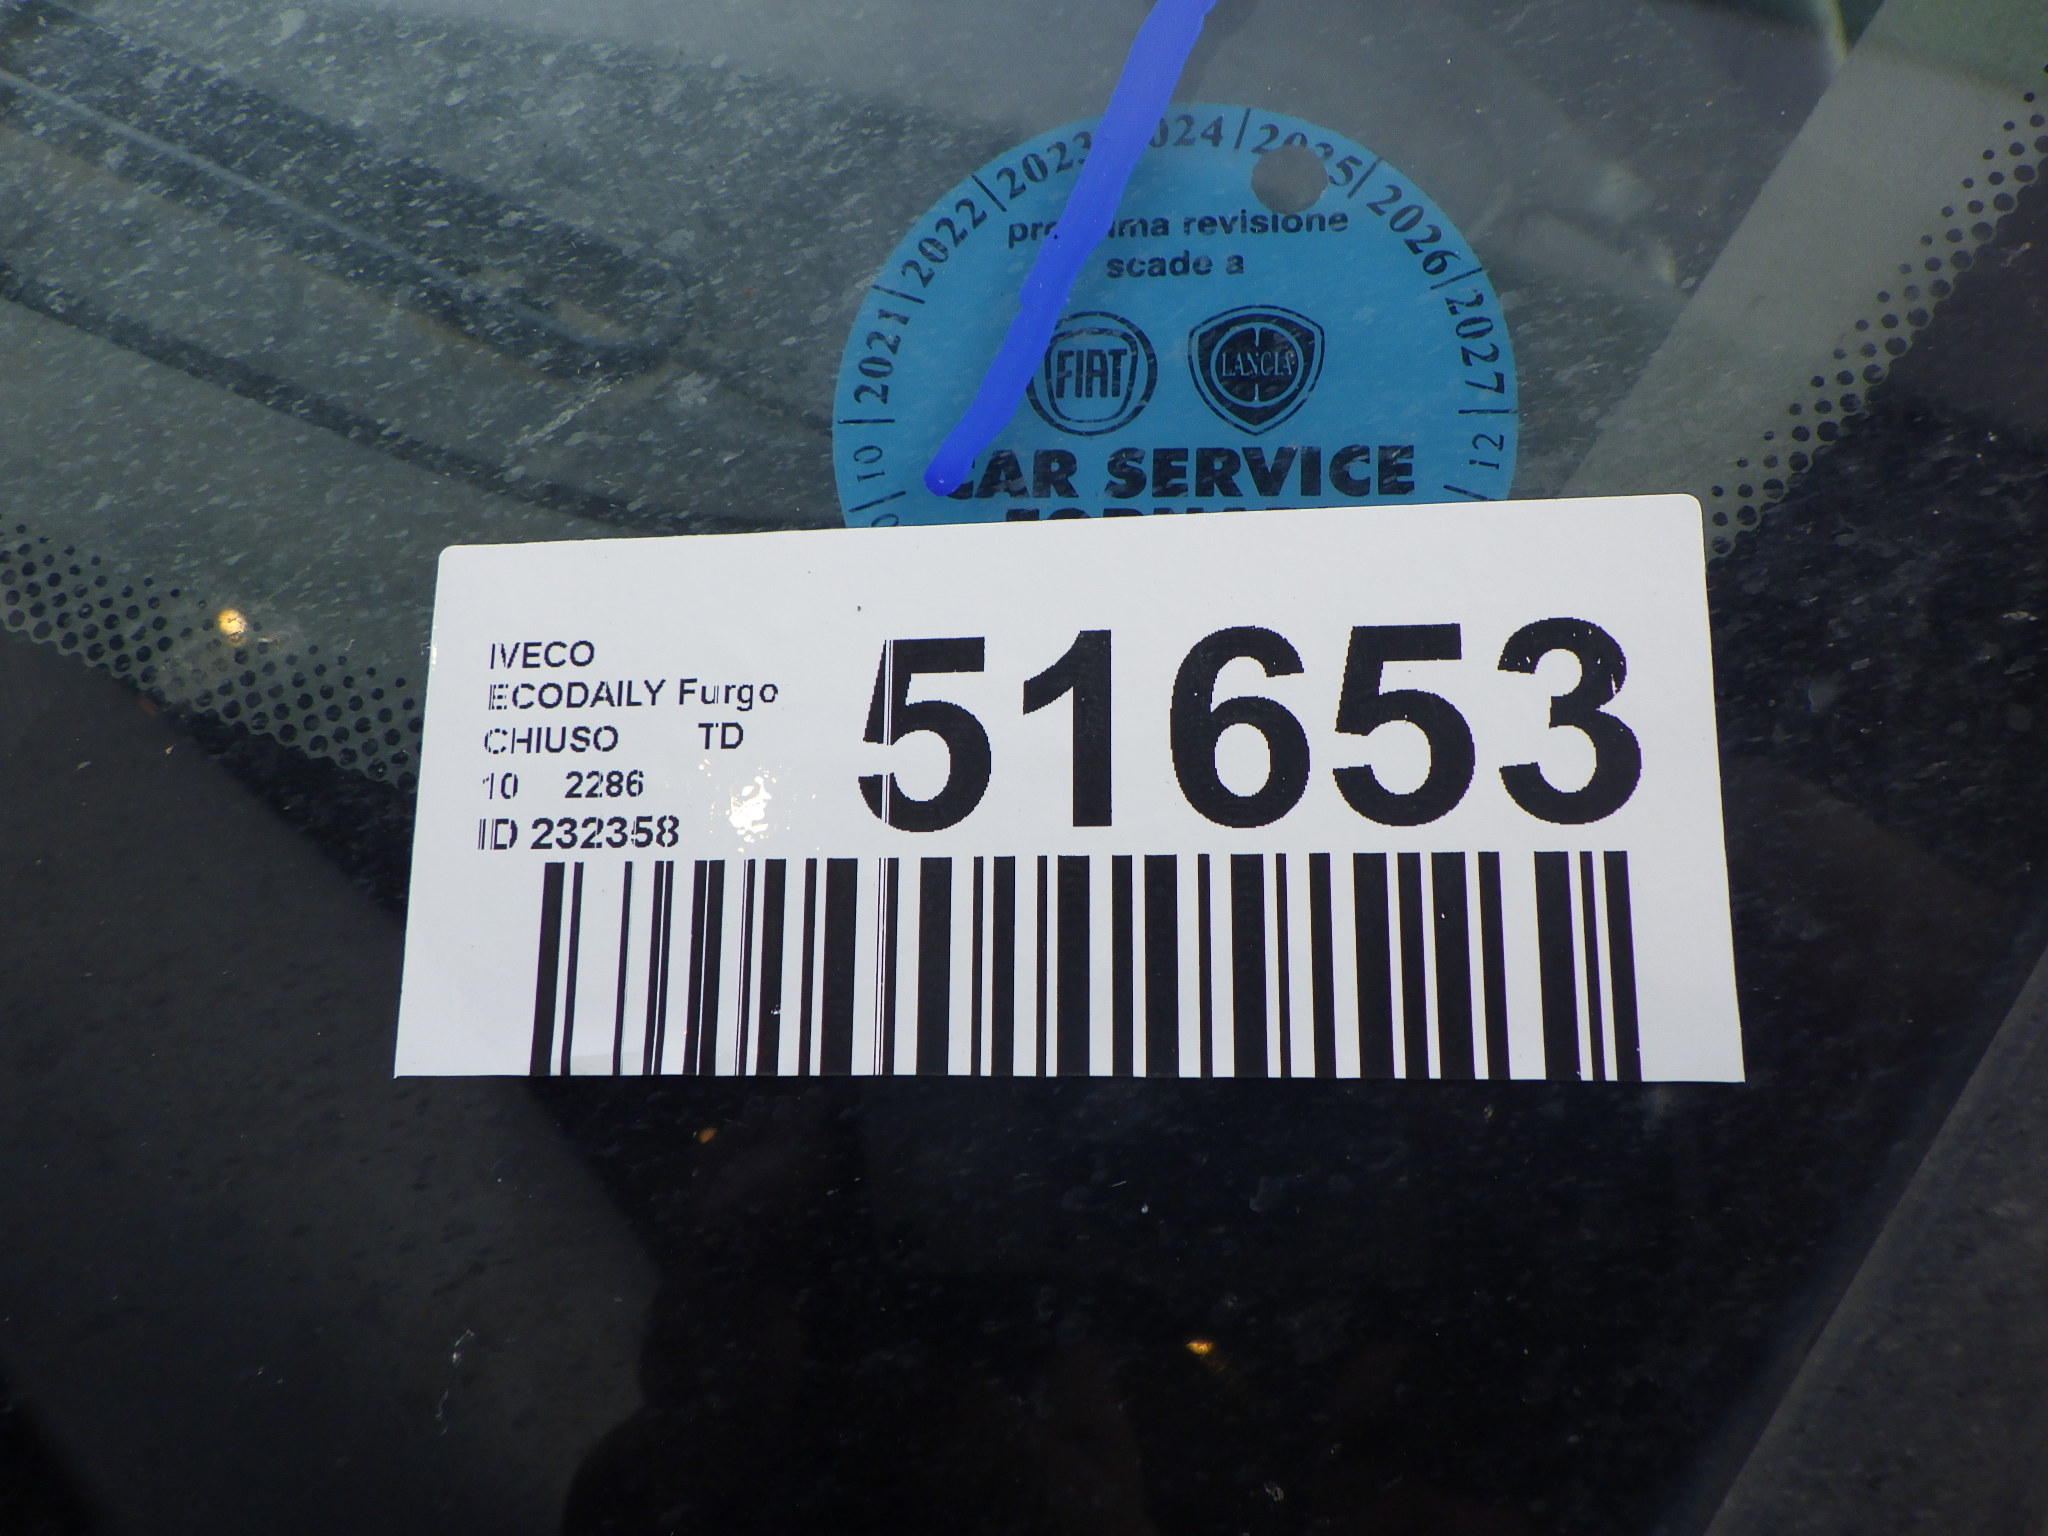 2021|2022|2023 2024|2025|2026|2027|12
10
revisione
scade a
FIAT LANCIA
CAR SERVICE
IVECO
ECODAILY Furgo
CHIUSO TD
10 2286
ID 232358
51653